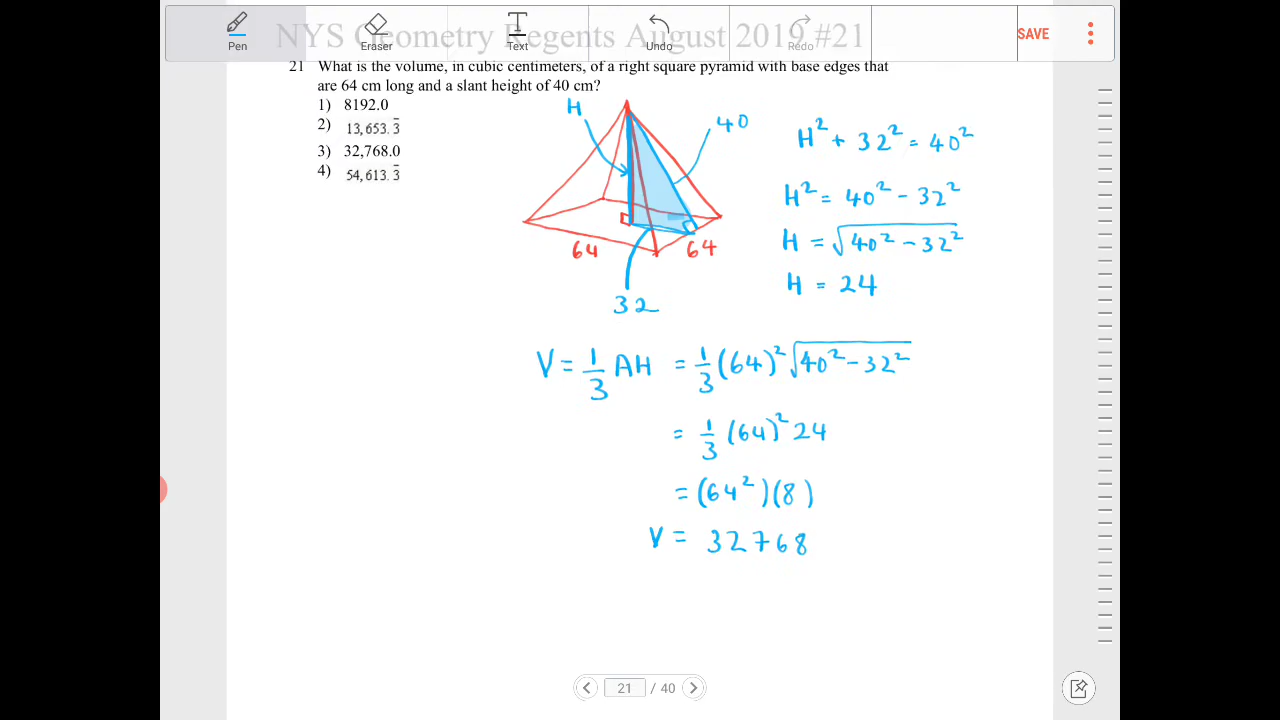 NYS Geometry Regents August 2019 #21
Pen
Eraser
Text
Undo
Redo
SAVE
21 What is the volume, in cubic centimeters, of a right square pyramid with base edges that
are 64 cm long and a slant height of 40 cm?
1) 8192.0
2) 13,653.3̅
3) 32,768.0
4) 54,613.3̅
H
40
64
64
32
H² + 32² = 40²
H² = 40² - 32²
H = √(40² - 32²)
H = 24
V = 1/3 AH = 1/3 (64)² √(40² - 32²)
= 1/3 (64)² 24
= (64²)(8)
V = 32768
21 / 40